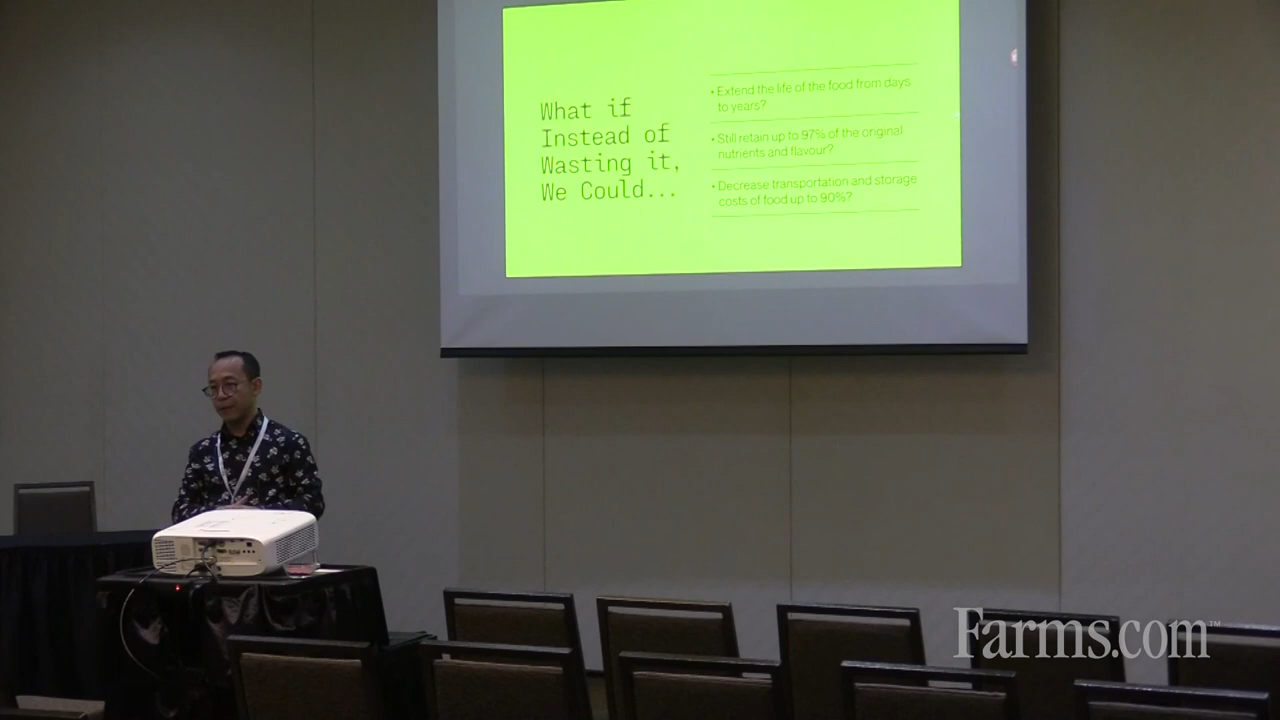 What if
Instead of
Wasting it,
We Could...
• Extend the life of the food from days
to years?
• Still retain up to 97% of the original
nutrients and flavour?
• Decrease transportation and storage
costs of food up to 90%?
Farms.com™